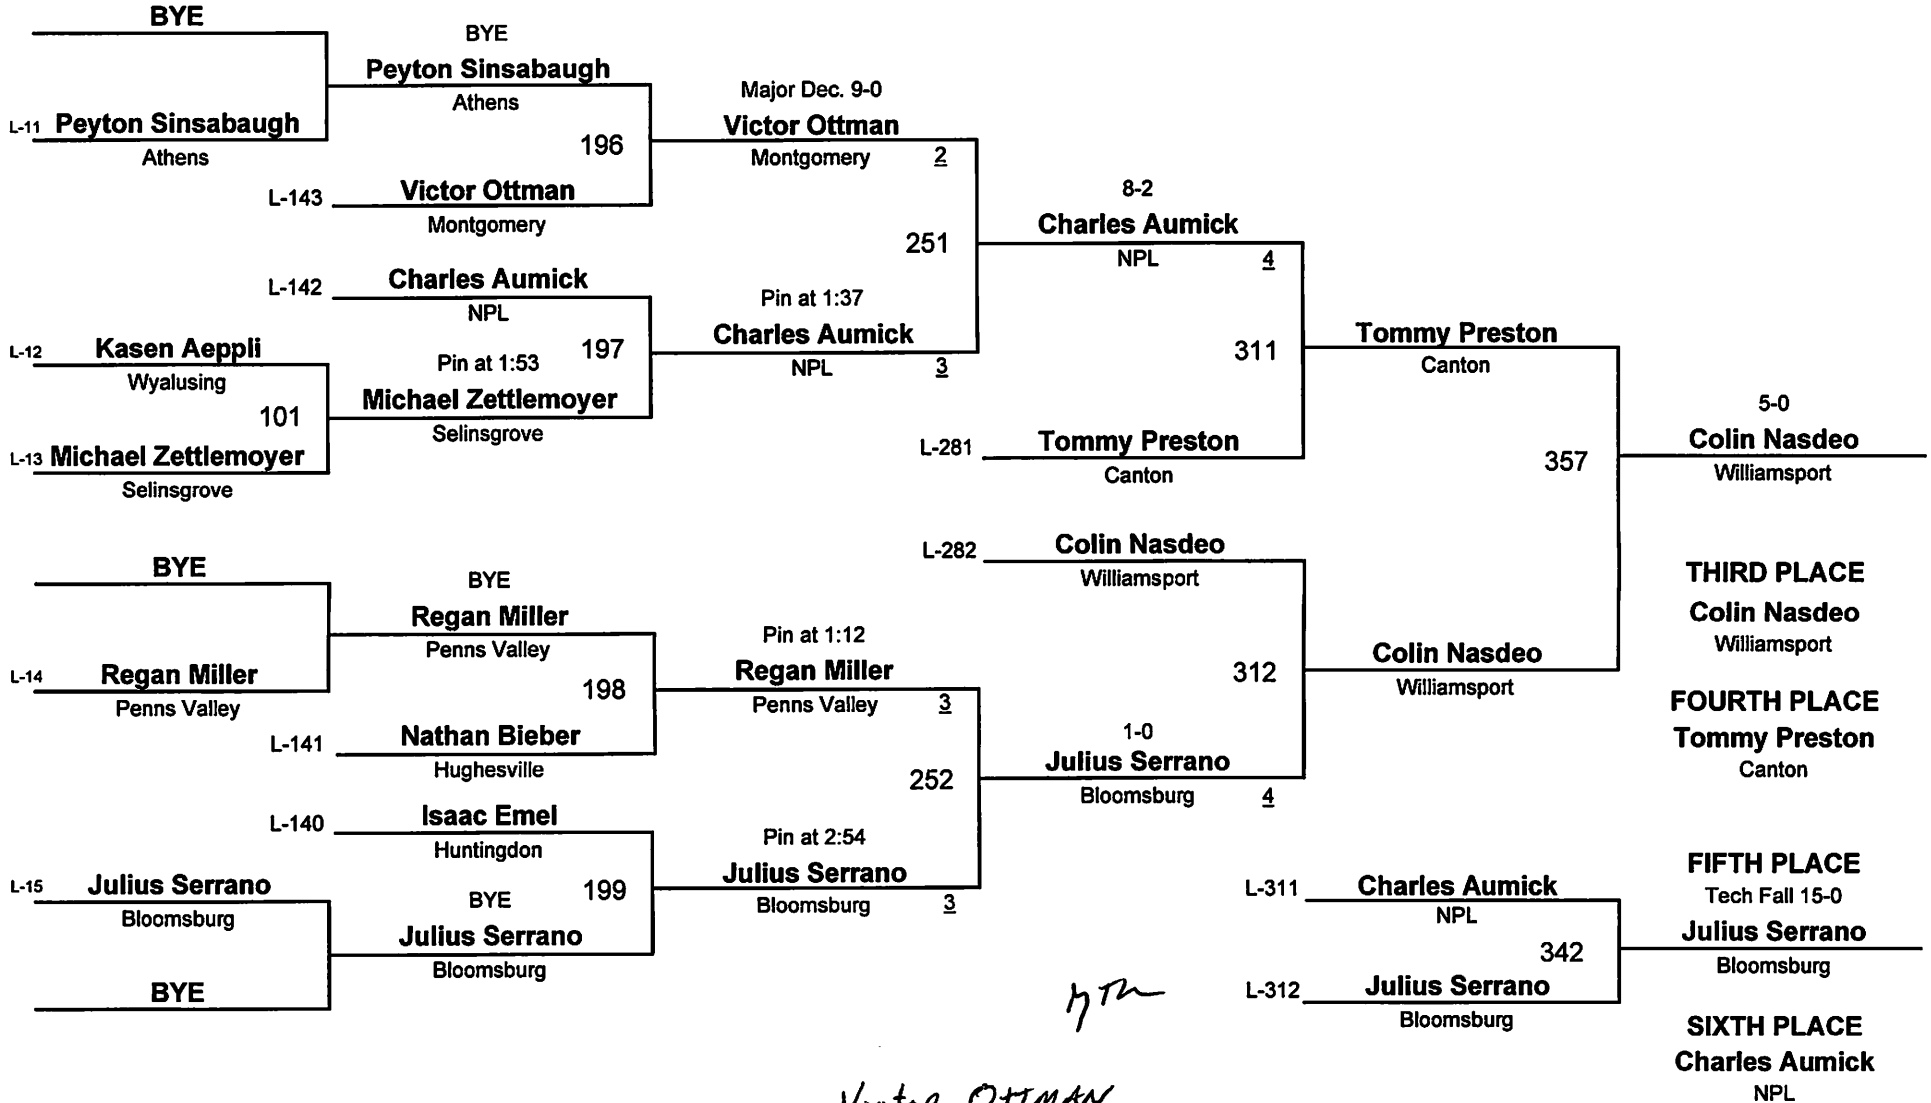 BYE
BYE
Peyton Sinsabaugh
Athens
L-11 Peyton Sinsabaugh
Athens
196
Major Dec. 9-0
Victor Ottman
Montgomery 2
L-143 Victor Ottman
Montgomery
251
8-2
Charles Aumick
NPL 4
L-142 Charles Aumick
NPL
197
Pin at 1:37
Charles Aumick
NPL 3
L-12 Kasen Aeppli
Wyalusing
101
Pin at 1:53
Michael Zettlemoyer
Selinsgrove
L-13 Michael Zettlemoyer
Selinsgrove
311
Tommy Preston
Canton
L-281 Tommy Preston
Canton
357
5-0
Colin Nasdeo
Williamsport
L-282 Colin Nasdeo
Williamsport
BYE
BYE
Regan Miller
Penns Valley
L-14 Regan Miller
Penns Valley
198
Pin at 1:12
Regan Miller
Penns Valley 3
L-141 Nathan Bieber
Hughesville
252
312
Colin Nasdeo
Williamsport
1-0
Julius Serrano
Bloomsburg 4
L-140 Isaac Emel
Huntingdon
199
Pin at 2:54
Julius Serrano
Bloomsburg 3
L-15 Julius Serrano
Bloomsburg
BYE
Julius Serrano
Bloomsburg
BYE
THIRD PLACE
Colin Nasdeo
Williamsport
FOURTH PLACE
Tommy Preston
Canton
L-311 Charles Aumick
NPL
342
L-312 Julius Serrano
Bloomsburg
FIFTH PLACE
Tech Fall 15-0
Julius Serrano
Bloomsburg
SIXTH PLACE
Charles Aumick
NPL
Victor OTTMAN